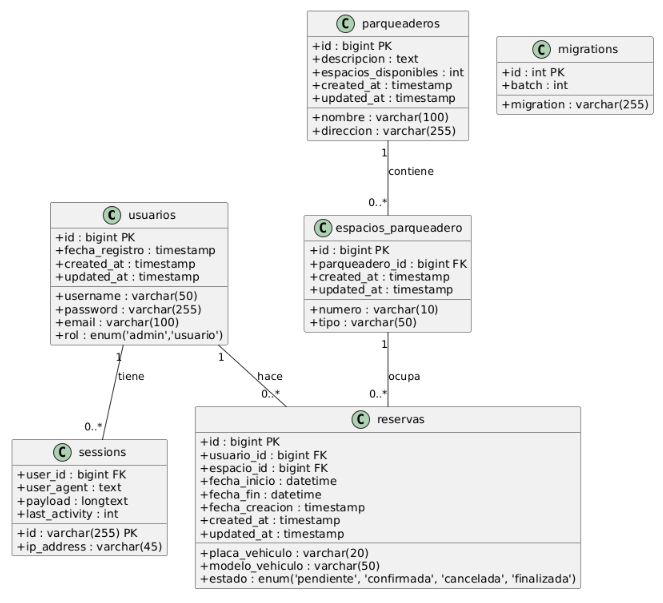 C parqueaderos
+id : bigint PK
+descripcion : text
+espacios_disponibles : int
+created_at : timestamp
+updated_at : timestamp
+nombre : varchar(100)
+direccion : varchar(255)
C migrations
+id : int PK
+batch : int
+migration : varchar(255)
1
contiene
0..*
C usuarios
+id : bigint PK
+fecha_registro : timestamp
+created_at : timestamp
+updated_at : timestamp
+username : varchar(50)
+password : varchar(255)
+email : varchar(100)
+rol : enum('admin','usuario')
C espacios_parqueadero
+id : bigint PK
+parqueadero_id : bigint FK
+created_at : timestamp
+updated_at : timestamp
+numero : varchar(10)
+tipo : varchar(50)
1
tiene
0..*
1
hace
0..*
1
ocupa
0..*
C sessions
+user_id : bigint FK
+user_agent : text
+payload : longtext
+last_activity : int
+id : varchar(255) PK
+ip_address : varchar(45)
C reservas
+id : bigint PK
+usuario_id : bigint FK
+espacio_id : bigint FK
+fecha_inicio : datetime
+fecha_fin : datetime
+fecha_creacion : timestamp
+created_at : timestamp
+updated_at : timestamp
+placa_vehiculo : varchar(20)
+modelo_vehiculo : varchar(50)
+estado : enum('pendiente', 'confirmada', 'cancelada', 'finalizada')